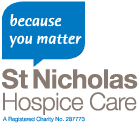 because
you matter
St Nicholas
Hospice Care
A Registered Charity No. 287773